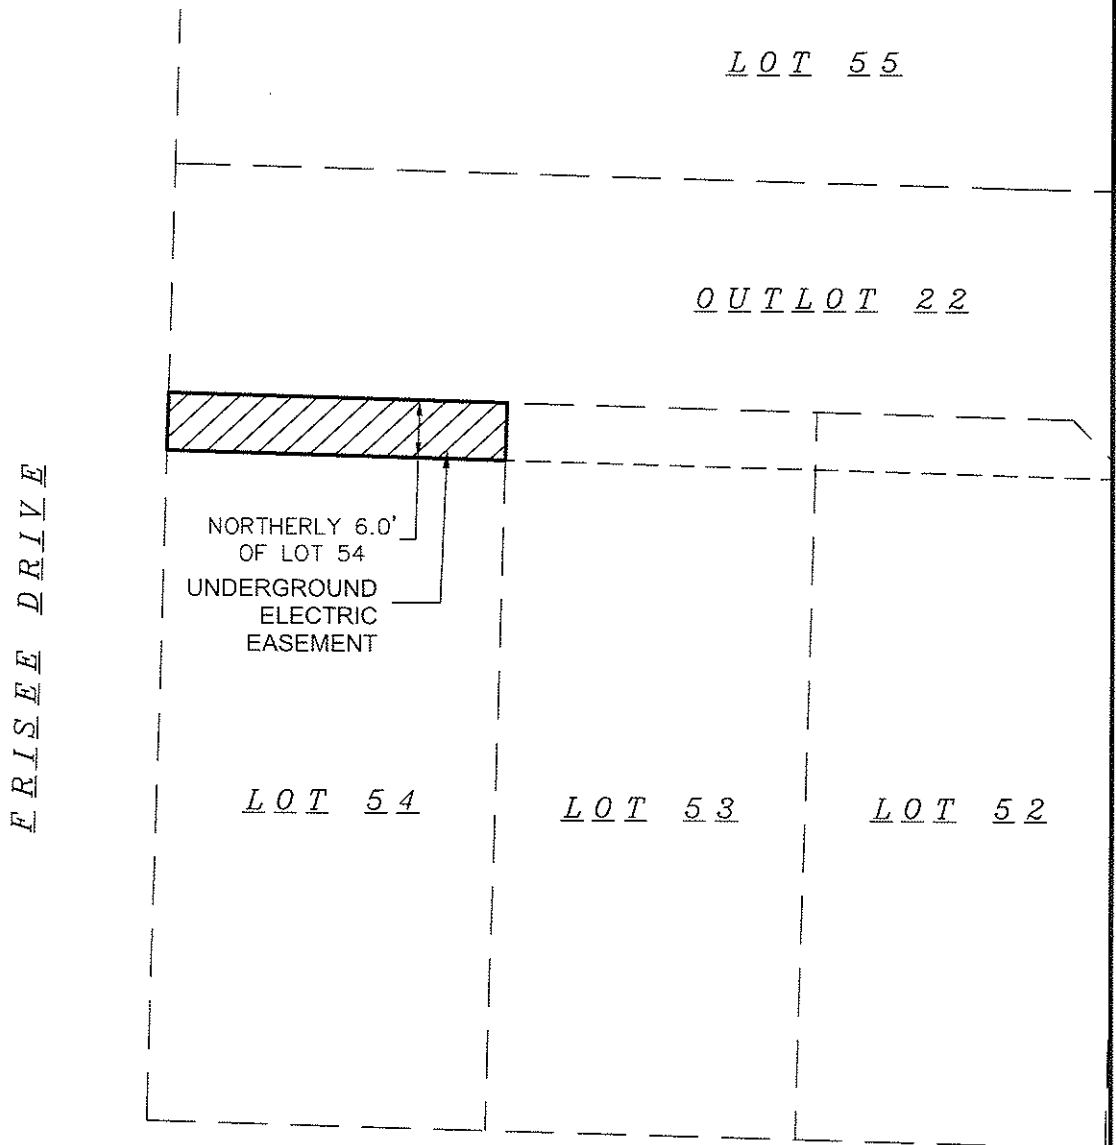 LOT 55
OUTLOT 22
NORTHERLY 6.0'
OF LOT 54
UNDERGROUND
ELECTRIC
EASEMENT
FRISEE DRIVE
LOT 54
LOT 53
LOT 52